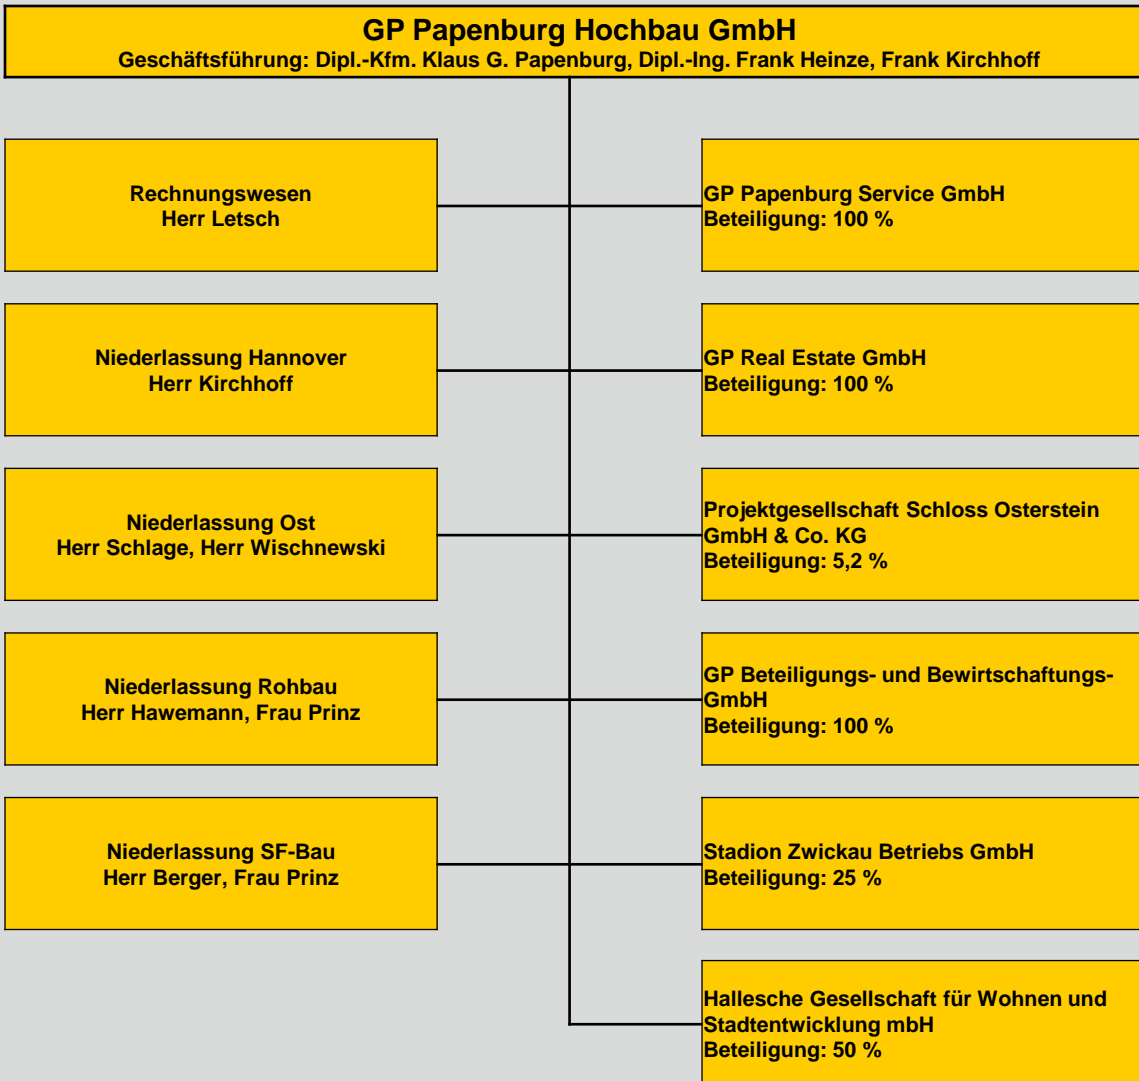 GP Papenburg Hochbau GmbH
Geschäftsführung: Dipl.-Kfm. Klaus G. Papenburg, Dipl.-Ing. Frank Heinze, Frank Kirchhoff
Rechnungswesen
Herr Letsch
GP Papenburg Service GmbH
Beteiligung: 100 %
Niederlassung Hannover
Herr Kirchhoff
GP Real Estate GmbH
Beteiligung: 100 %
Niederlassung Ost
Herr Schlage, Herr Wischnewski
Projektgesellschaft Schloss Osterstein
GmbH & Co. KG
Beteiligung: 5,2 %
Niederlassung Rohbau
Herr Hawemann, Frau Prinz
GP Beteiligungs- und Bewirtschaftungs-
GmbH
Beteiligung: 100 %
Niederlassung SF-Bau
Herr Berger, Frau Prinz
Stadion Zwickau Betriebs GmbH
Beteiligung: 25 %
Hallesche Gesellschaft für Wohnen und
Stadtentwicklung mbH
Beteiligung: 50 %